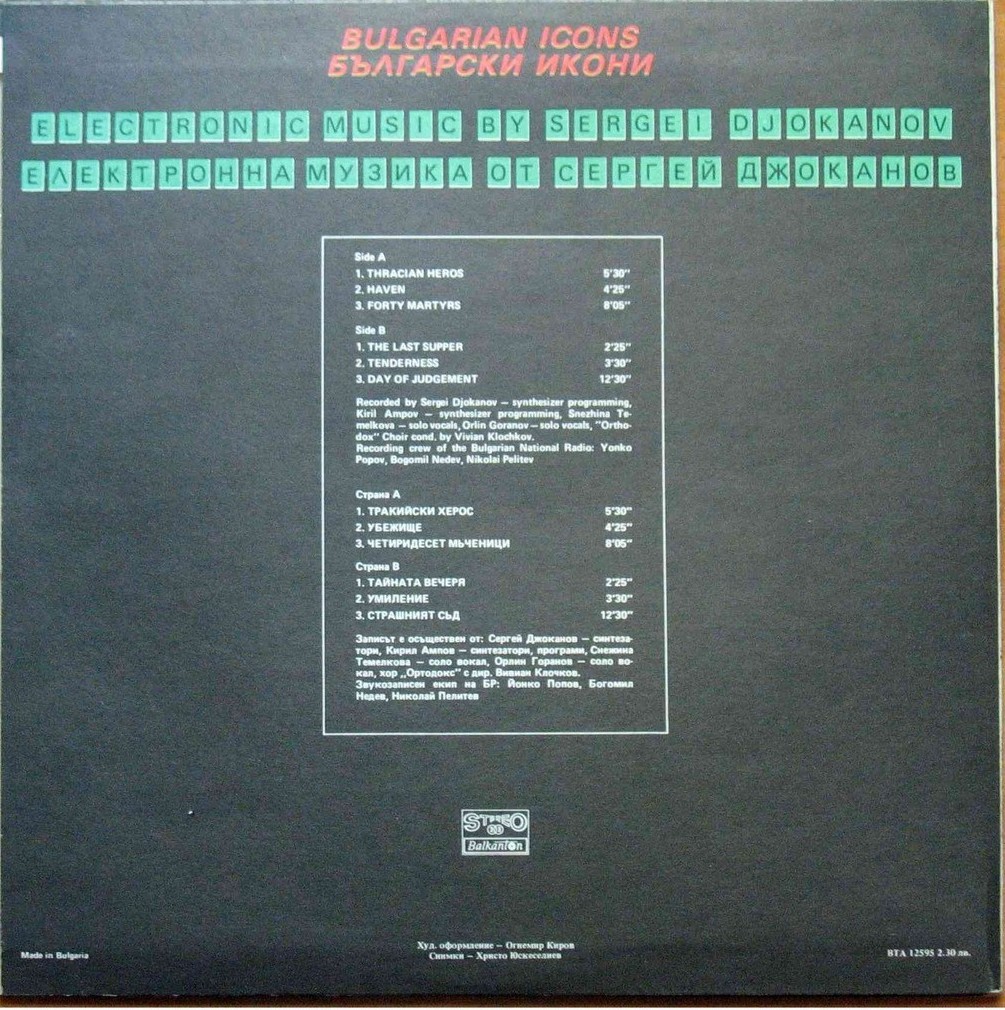 BULGARIAN ICONS
БЪЛГАРСКИ ИКОНИ
ELECTRONIC MUSIC BY SERGEI DJOKANOV
ЕЛЕКТРОННА МУЗИКА ОТ СЕРГЕЙ ДЖОКАНОВ
Side A
1. THRACIAN HEROS 5'30"
2. HAVEN 4'25"
3. FORTY MARTYRS 8'05"
Side B
1. THE LAST SUPPER 2'25"
2. TENDERNESS 3'30"
3. DAY OF JUDGEMENT 12'30"
Recorded by Sergei Djokanov — synthesizer programming,
Kiril Ampov — synthesizer programming, Snezhina Te-
melkova — solo vocals, Orlin Goranov — solo vocals, "Ortho-
dox" Choir cond. by Vivian Klochkov.
Recording crew of the Bulgarian National Radio: Yonko
Popov, Bogomil Nedev, Nikolai Pelitev
Страна А
1. ТРАКИЙСКИ ХЕРОС 5'30"
2. УБЕЖИЩЕ 4'25"
3. ЧЕТИРИДЕСЕТ МЪЧЕНИЦИ 8'05"
Страна В
1. ТАЙНАТА ВЕЧЕРЯ 2'25"
2. УМИЛЕНИЕ 3'30"
3. СТРАШНИЯТ СЪД 12'30"
Записът е осъществен от: Сергей Джоканов — синтеза-
тори, Кирил Ампов — синтезатори, програми, Снежина
Темелкова — соло вокал, Орлин Горанов — соло во-
кал, хор „Ортодокс" с дир. Вивиан Клочков.
Звукозаписен екип на БР: Йонко Попов, Богомил
Недев, Николай Пелитев
STEREO
33
Balkanton
Худ. оформление — Огнемир Киров
Снимки — Христо Юскеселиев
Made in Bulgaria
ВТА 12595 2.30 лв.